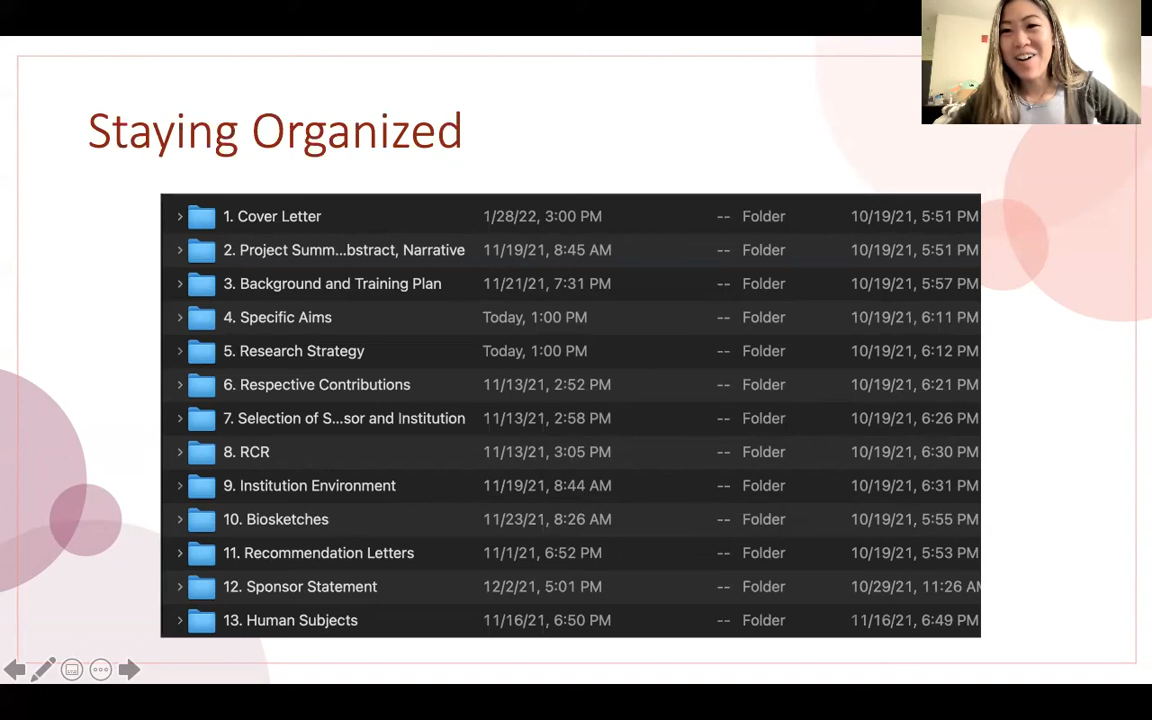 Staying Organized
1. Cover Letter 1/28/22, 3:00 PM -- Folder 10/19/21, 5:51 PM
2. Project Summ...bstract, Narrative 11/19/21, 8:45 AM -- Folder 10/19/21, 5:51 PM
3. Background and Training Plan 11/21/21, 7:31 PM -- Folder 10/19/21, 5:57 PM
4. Specific Aims Today, 1:00 PM -- Folder 10/19/21, 6:11 PM
5. Research Strategy Today, 1:00 PM -- Folder 10/19/21, 6:12 PM
6. Respective Contributions 11/13/21, 2:52 PM -- Folder 10/19/21, 6:21 PM
7. Selection of S...sor and Institution 11/13/21, 2:58 PM -- Folder 10/19/21, 6:26 PM
8. RCR 11/13/21, 3:05 PM -- Folder 10/19/21, 6:30 PM
9. Institution Environment 11/19/21, 8:44 AM -- Folder 10/19/21, 6:31 PM
10. Biosketches 11/23/21, 8:26 AM -- Folder 10/19/21, 5:55 PM
11. Recommendation Letters 11/1/21, 6:52 PM -- Folder 10/19/21, 5:53 PM
12. Sponsor Statement 12/2/21, 5:01 PM -- Folder 10/29/21, 11:26 AM
13. Human Subjects 11/16/21, 6:50 PM -- Folder 11/16/21, 6:49 PM